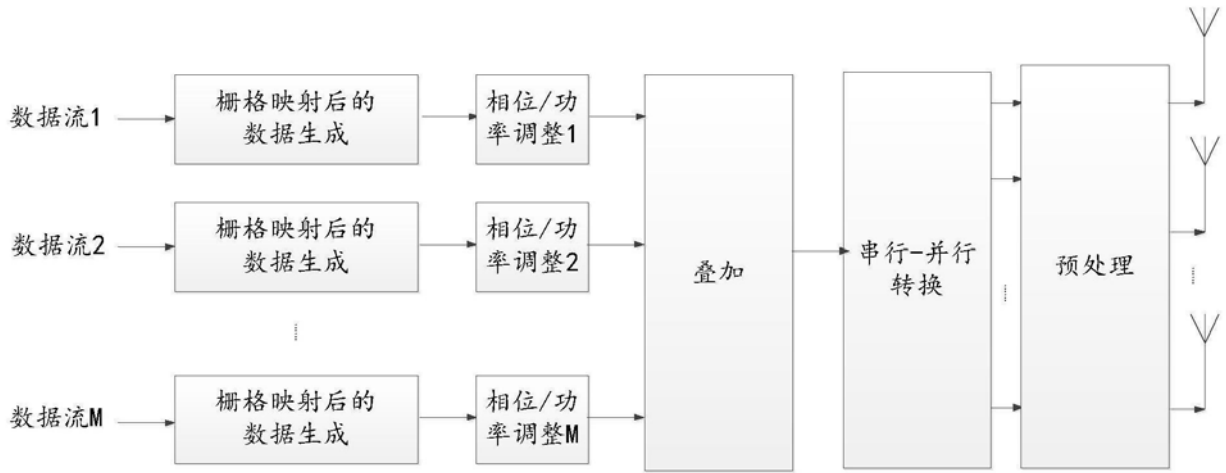 数据流1
栅格映射后的
数据生成
相位/功
率调整1
数据流2
栅格映射后的
数据生成
相位/功
率调整2
数据流M
栅格映射后的
数据生成
相位/功
率调整M
叠加
串行-并行
转换
预处理